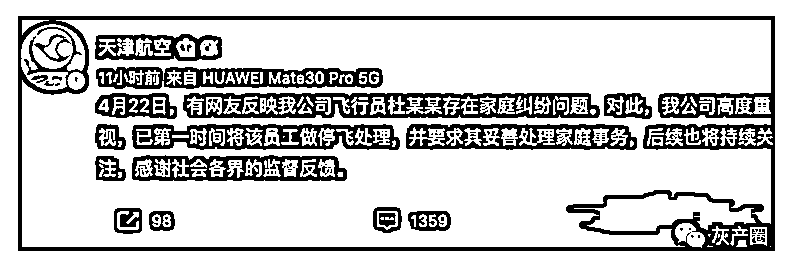 天津航空
11小时前 来自 HUAWEI Mate30 Pro 5G
4月22日，有网友反映我公司飞行员杜某某存在家庭纠纷问题。对此，我公司高度重
视，已第一时间将该员工做停飞处理，并要求其妥善处理家庭事务，后续也将持续关
注，感谢社会各界的监督反馈。
98 1359
灰产圈